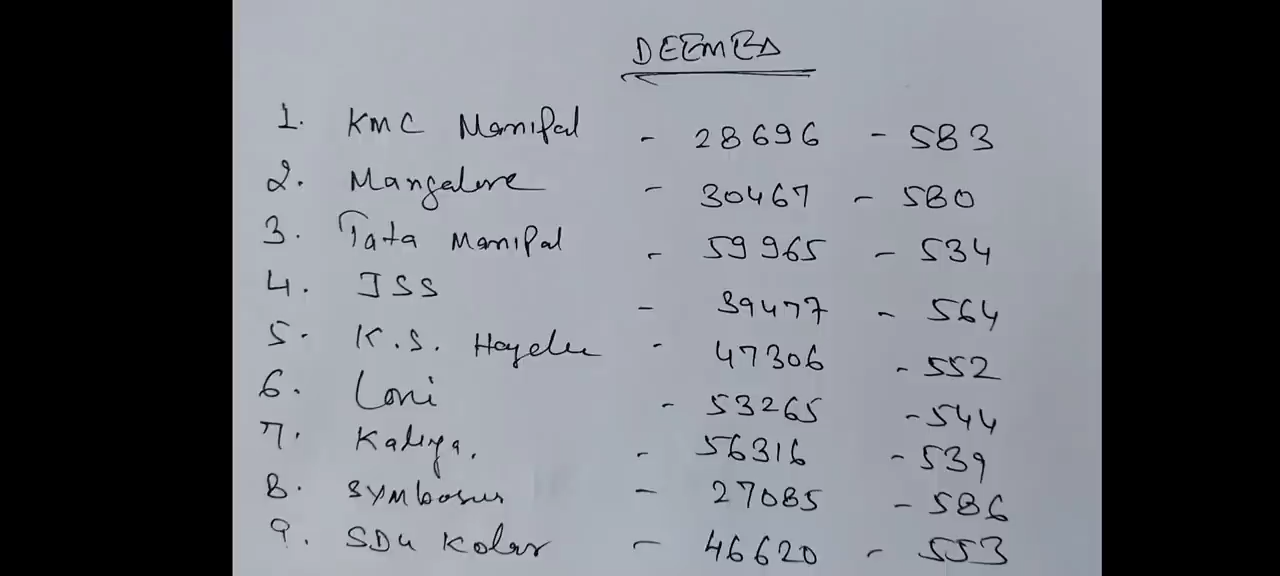 DEEMED
1. KMC Manipal - 28696 - 583
2. Mangalore - 30467 - 580
3. Tata Manipal - 59965 - 534
4. JSS - 39477 - 564
5. K.S. Hegde - 47306 - 552
6. Loni - 53265 - 544
7. - 56316 - 539
8. - 27085 - 586
9. SDU Kolar - 46620 - 553